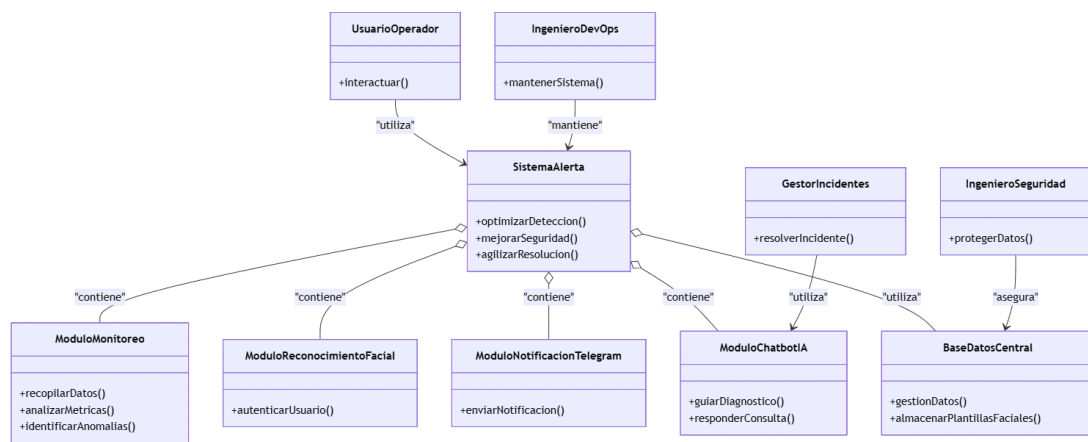 UsuarioOperador
+interactuar()
IngenieroDevOps
+mantenerSistema()
"utiliza"
"mantiene"
SistemaAlerta
+optimizarDeteccion()
+mejorarSeguridad()
+agilizarResolucion()
GestorIncidentes
+resolverIncidente()
IngenieroSeguridad
+protegerDatos()
"contiene"
"contiene"
"contiene"
"contiene"
"utiliza"
"utiliza"
"asegura"
ModuloMonitoreo
+recopilarDatos()
+analizarMetricas()
+identificarAnomalias()
ModuloReconocimientoFacial
+autenticarUsuario()
ModuloNotificacionTelegram
+enviarNotificacion()
ModuloChatbotIA
+guiarDiagnostico()
+responderConsulta()
BaseDatosCentral
+gestionDatos()
+almacenarPlantillasFaciales()